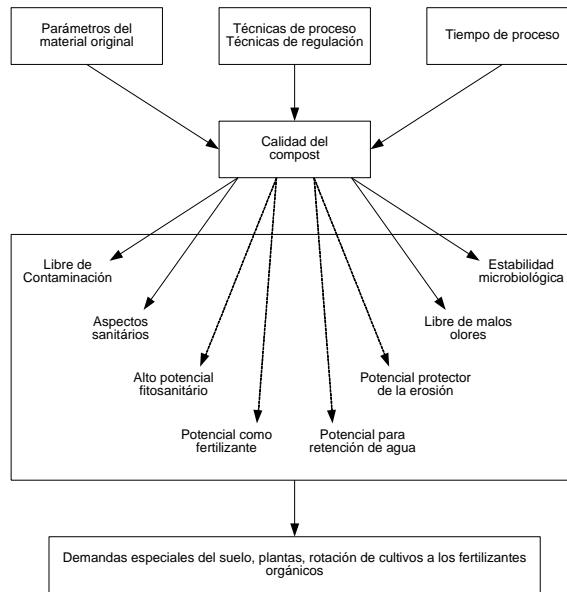 Parámetros del
material original
Técnicas de proceso
Técnicas de regulación
Tiempo de proceso
Calidad del
compost
Libre de
Contaminación
Estabilidad
microbiológica
Aspectos
sanitários
Libre de malos
olores
Alto potencial
fitosanitário
Potencial protector
de la erosión
Potencial como
fertilizante
Potencial para
retención de agua
Demandas especiales del suelo, plantas, rotación de cultivos a los fertilizantes
orgánicos